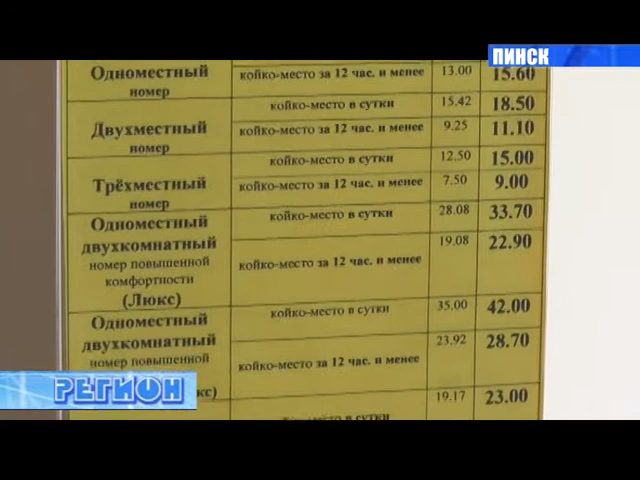 ПИНСК
Одноместный номер
койко-место за 12 час. и менее 13.00 15.60
Двухместный номер
койко-место в сутки 15.42 18.50
койко-место за 12 час. и менее 9.25 11.10
Трёхместный номер
койко-место в сутки 12.50 15.00
койко-место за 12 час. и менее 7.50 9.00
Одноместный
двухкомнатный
номер повышенной
комфортности
(Люкс)
койко-место в сутки 28.08 33.70
койко-место за 12 час. и менее 19.08 22.90
Одноместный
двухкомнатный
номер повышенной
койко-место в сутки 35.00 42.00
койко-место за 12 час. и менее 23.92 28.70
в сутки 19.17 23.00
РЕГИОН